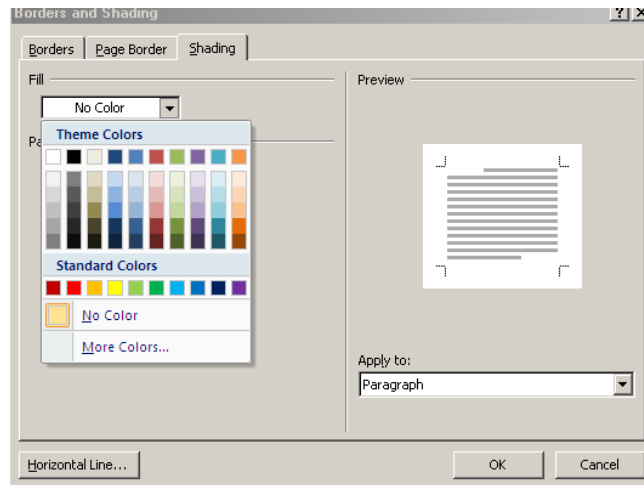 Borders and Shading
Borders
Page Border
Shading
Fill
No Color
Pa
Theme Colors
Standard Colors
No Color
More Colors...
Preview
Apply to:
Paragraph
Horizontal Line...
OK
Cancel